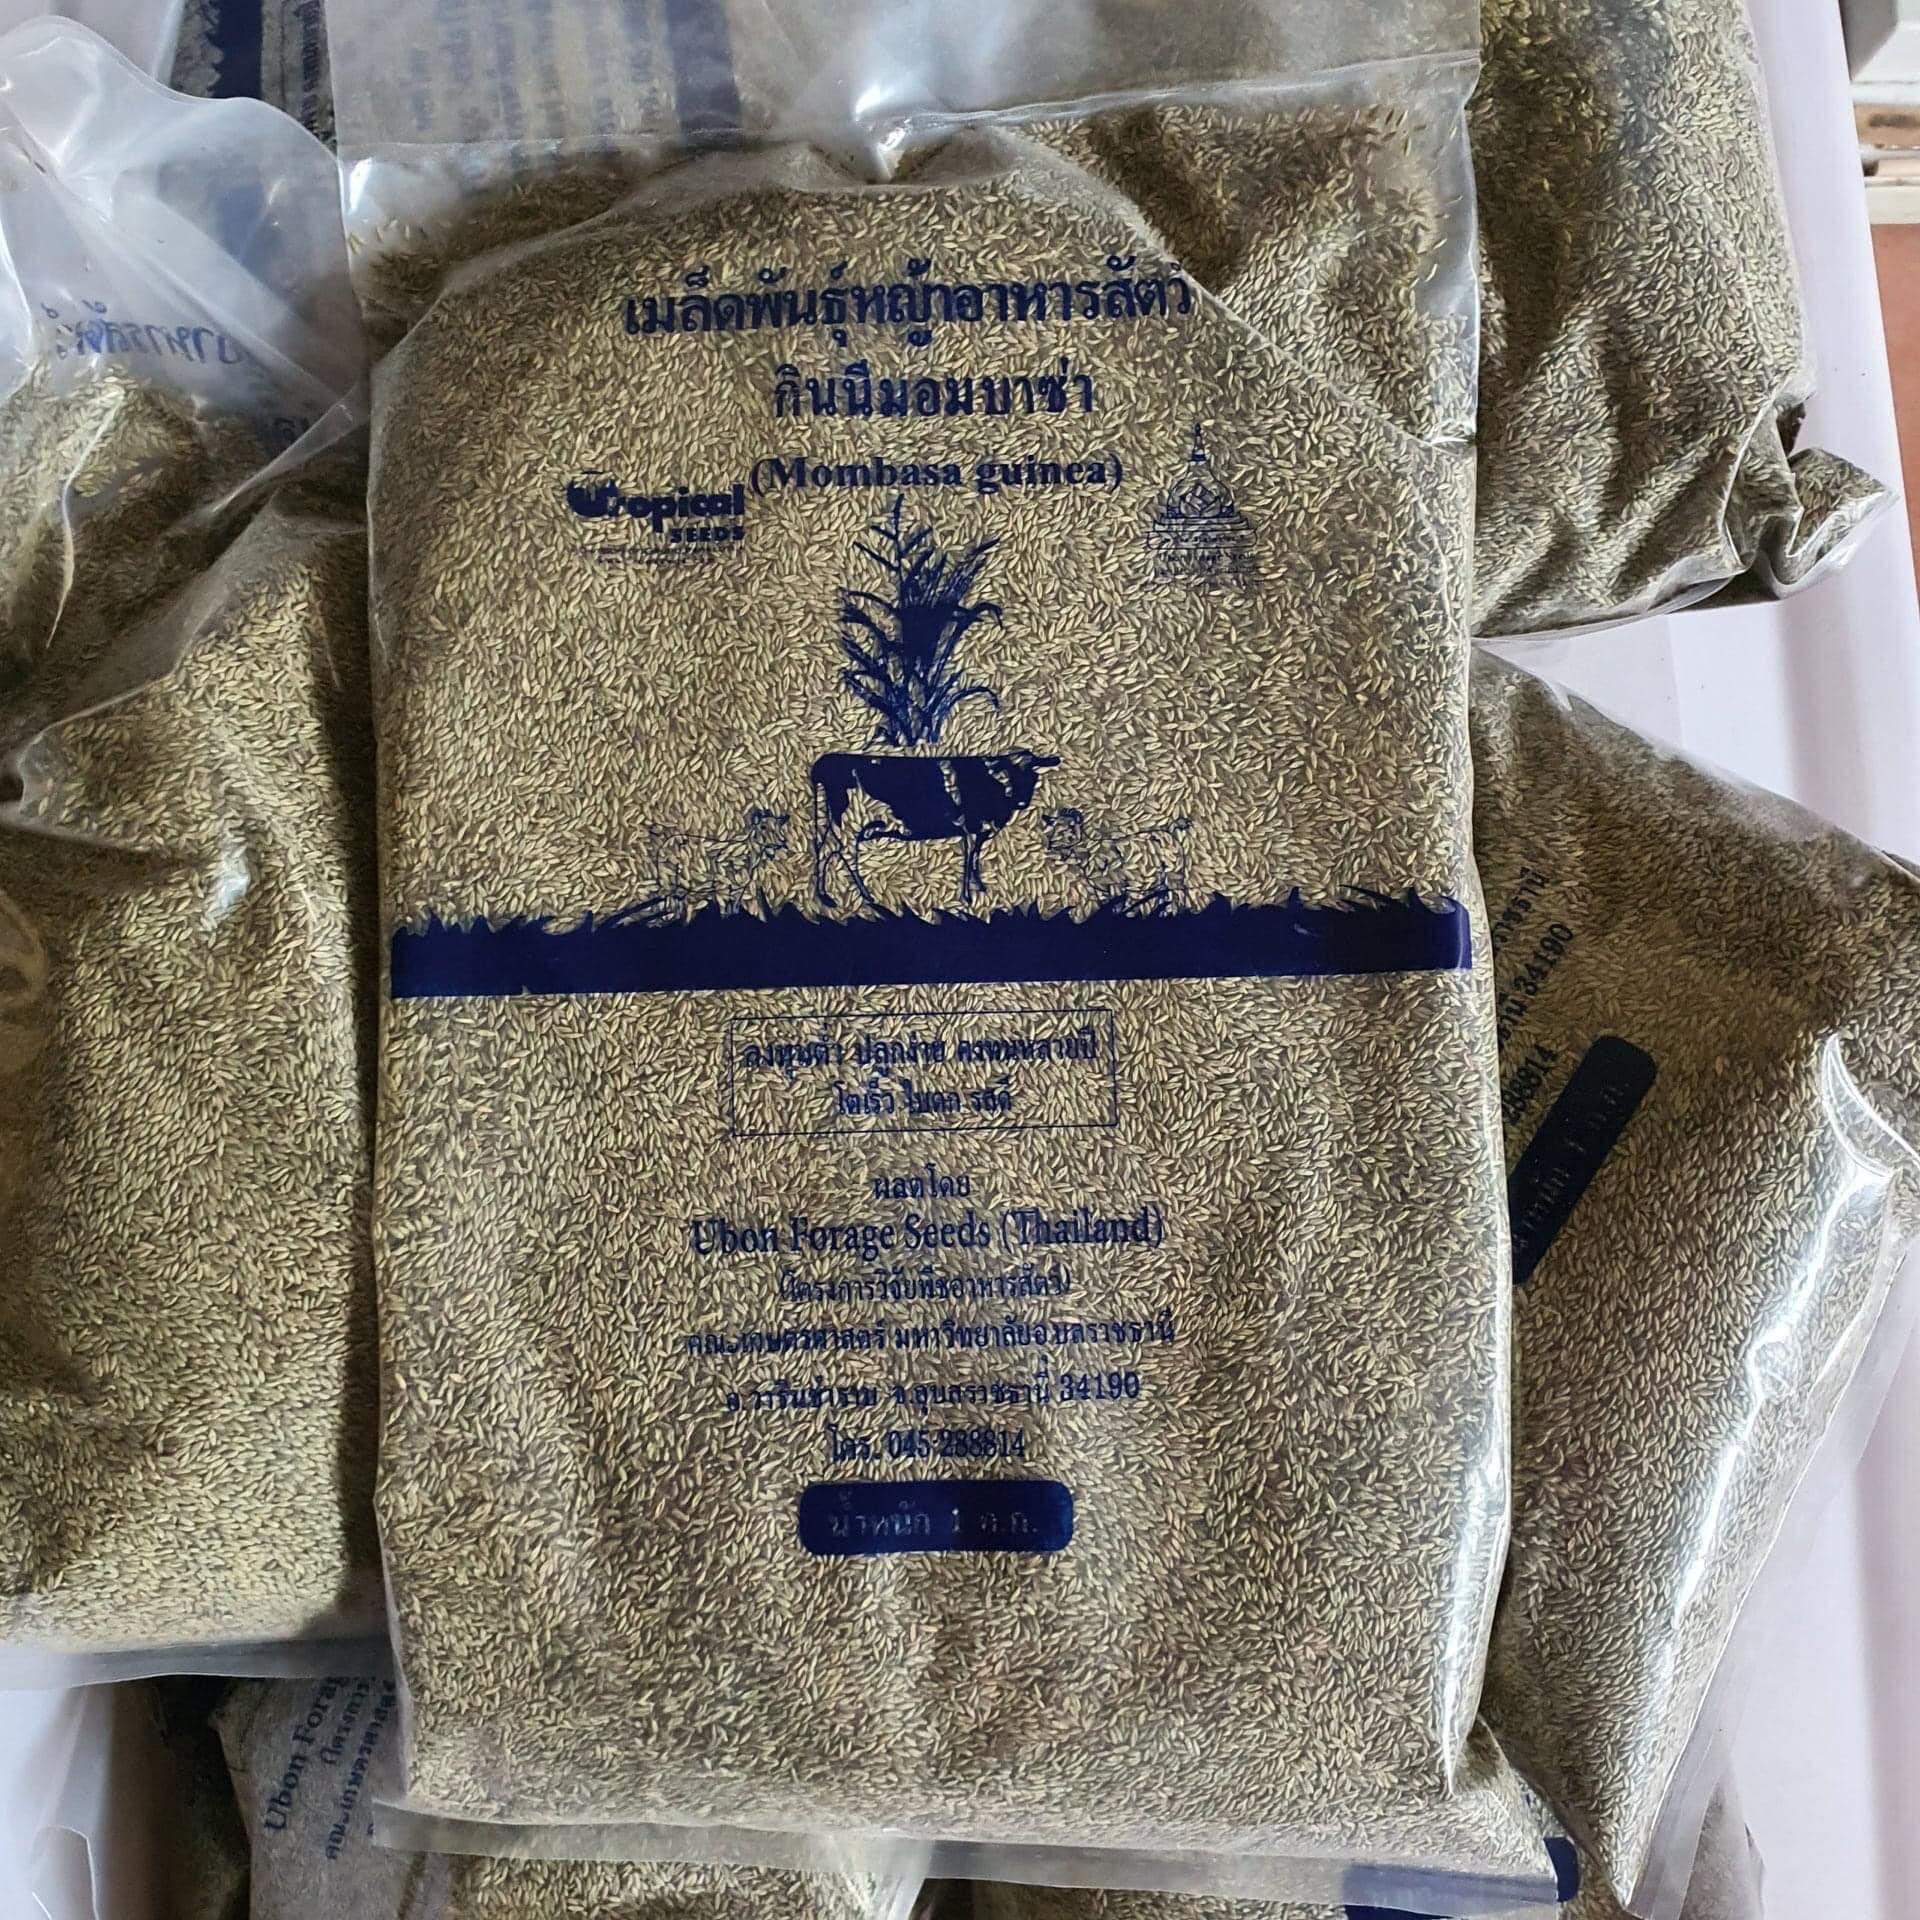 เมล็ดพันธุ์หญ้าอาหารสัตว์
กินนีมอมบาซ่า
(Mombasa guinea)
Tropical
SEEDS
ลงทุนต่ำ ปลูกง่าย คงทนหลายปี
โตเร็ว ใบดก รสดี
ผลิตโดย
Ubon Forage Seeds (Thailand)
(โครงการวิจัยพืชอาหารสัตว์)
คณะเกษตรศาสตร์ มหาวิทยาลัยอุบลราชธานี
อ.วารินชำราบ จ.อุบลราชธานี 34190
โทร. 045 288814
น้ำหนัก 1 ก.ก.
34190
288814
Ubon Forag